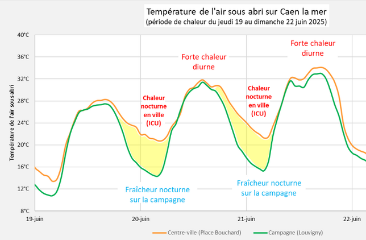 Température de l'air sous abri sur Caen la mer
(période de chaleur du jeudi 19 au dimanche 22 juin 2025)
Température de l'air sous abri
40°C
36°C
32°C
28°C
24°C
20°C
16°C
12°C
8°C
19-juin
20-juin
21-juin
22-juin
Chaleur
nocturne
en ville
(ICU)
Forte chaleur
diurne
Chaleur
nocturne
en ville
(ICU)
Forte chaleur
diurne
Fraîcheur nocturne
sur la campagne
Fraîcheur nocturne
sur la campagne
Centre-ville (Place Bouchard)
Campagne (Louvigny)